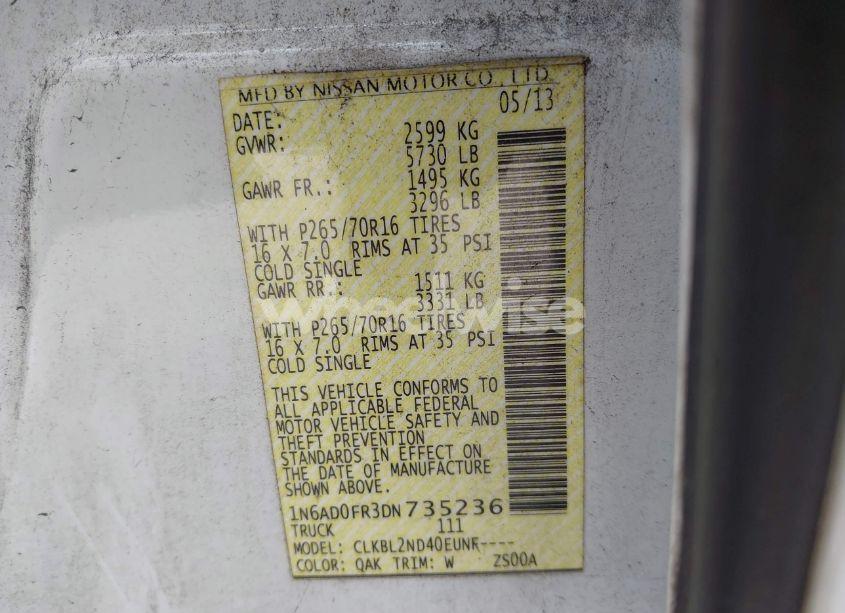 MFD BY NISSAN MOTOR CO., LTD.
DATE: 05/13
GVWR: 2599 KG
5730 LB
GAWR FR.: 1495 KG
3296 LB
WITH P265/70R16 TIRES
16 X 7.0 RIMS AT 35 PSI
COLD SINGLE
GAWR RR.: 1511 KG
3331 LB
WITH P265/70R16 TIRES
16 X 7.0 RIMS AT 35 PSI
COLD SINGLE
THIS VEHICLE CONFORMS TO
ALL APPLICABLE FEDERAL
MOTOR VEHICLE SAFETY AND
THEFT PREVENTION
STANDARDS IN EFFECT ON
THE DATE OF MANUFACTURE
SHOWN ABOVE.
1N6AD0FR3DN735236
TRUCK 111
MODEL: CLKBL2ND40EUNF----
COLOR: QAK TRIM: W ZS00A
wheelwise